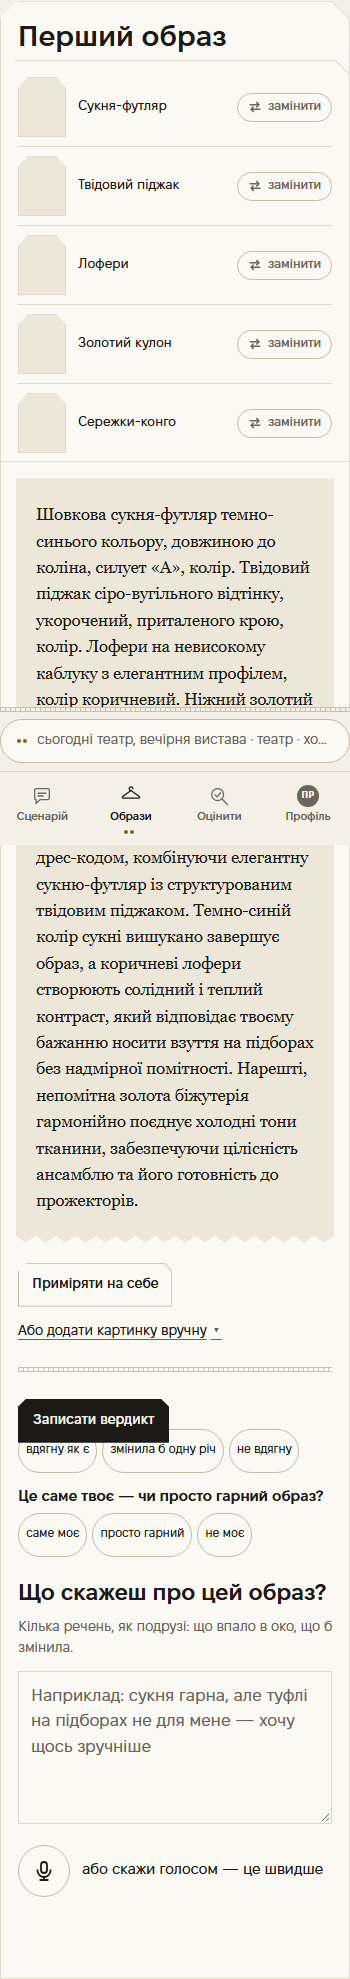 Перший образ
Сукня-футляр
замінити
Твідовий піджак
замінити
Лофери
замінити
Золотий кулон
замінити
Сережки-конго
замінити
Шовкова сукня-футляр темно-
синього кольору, довжиною до
коліна, силует «А», колір. Твідовий
піджак сіро-вугільного відтінку,
укорочений, приталеного крою,
колір. Лофери на невисокому
каблуку з елегантним профілем,
колір коричневий. Ніжний золотий
сьогодні театр, вечірня вистава · театр · хо...
Сценарій
Образи
Оцінити
ПР
Профіль
дрес-кодом, комбінуючи елегантну
сукню-футляр із структурованим
твідовим піджаком. Темно-синій
колір сукні вишукано завершує
образ, а коричневі лофери
створюють солідний і теплий
контраст, який відповідає твоєму
бажанню носити взуття на підборах
без надмірної помітності. Нарешті,
непомітна золота біжутерія
гармонійно поєднує холодні тони
тканини, забезпечуючи цілісність
ансамблю та його готовність до
прожекторів.
Приміряти на себе
Або додати картинку вручну
Записати вердикт
вдягну як є
змінила б одну річ
не вдягну
Це саме твоє — чи просто гарний образ?
саме моє
просто гарний
не моє
Що скажеш про цей образ?
Кілька речень, як подрузі: що впало в око, що б
змінила.
Наприклад: сукня гарна, але туфлі
на підборах не для мене — хочу
щось зручніше
або скажи голосом — це швидше